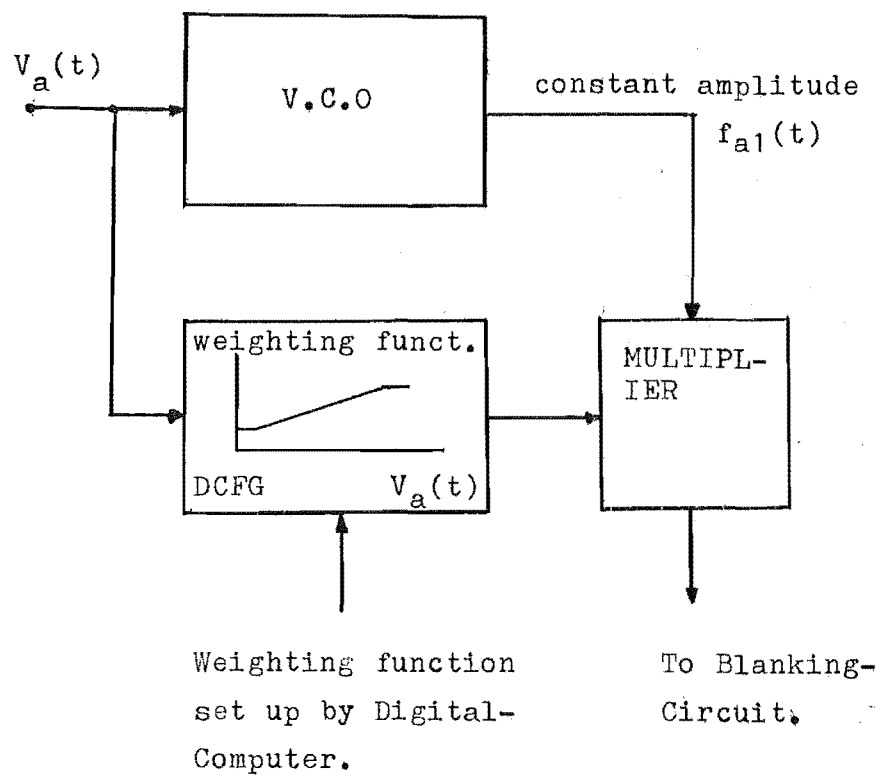 V_a(t)
V.C.O
constant amplitude
f_a1(t)
weighting funct.
DCFG
V_a(t)
MULTIPL-
IER
Weighting function
set up by Digital-
Computer.
To Blanking-
Circuit.